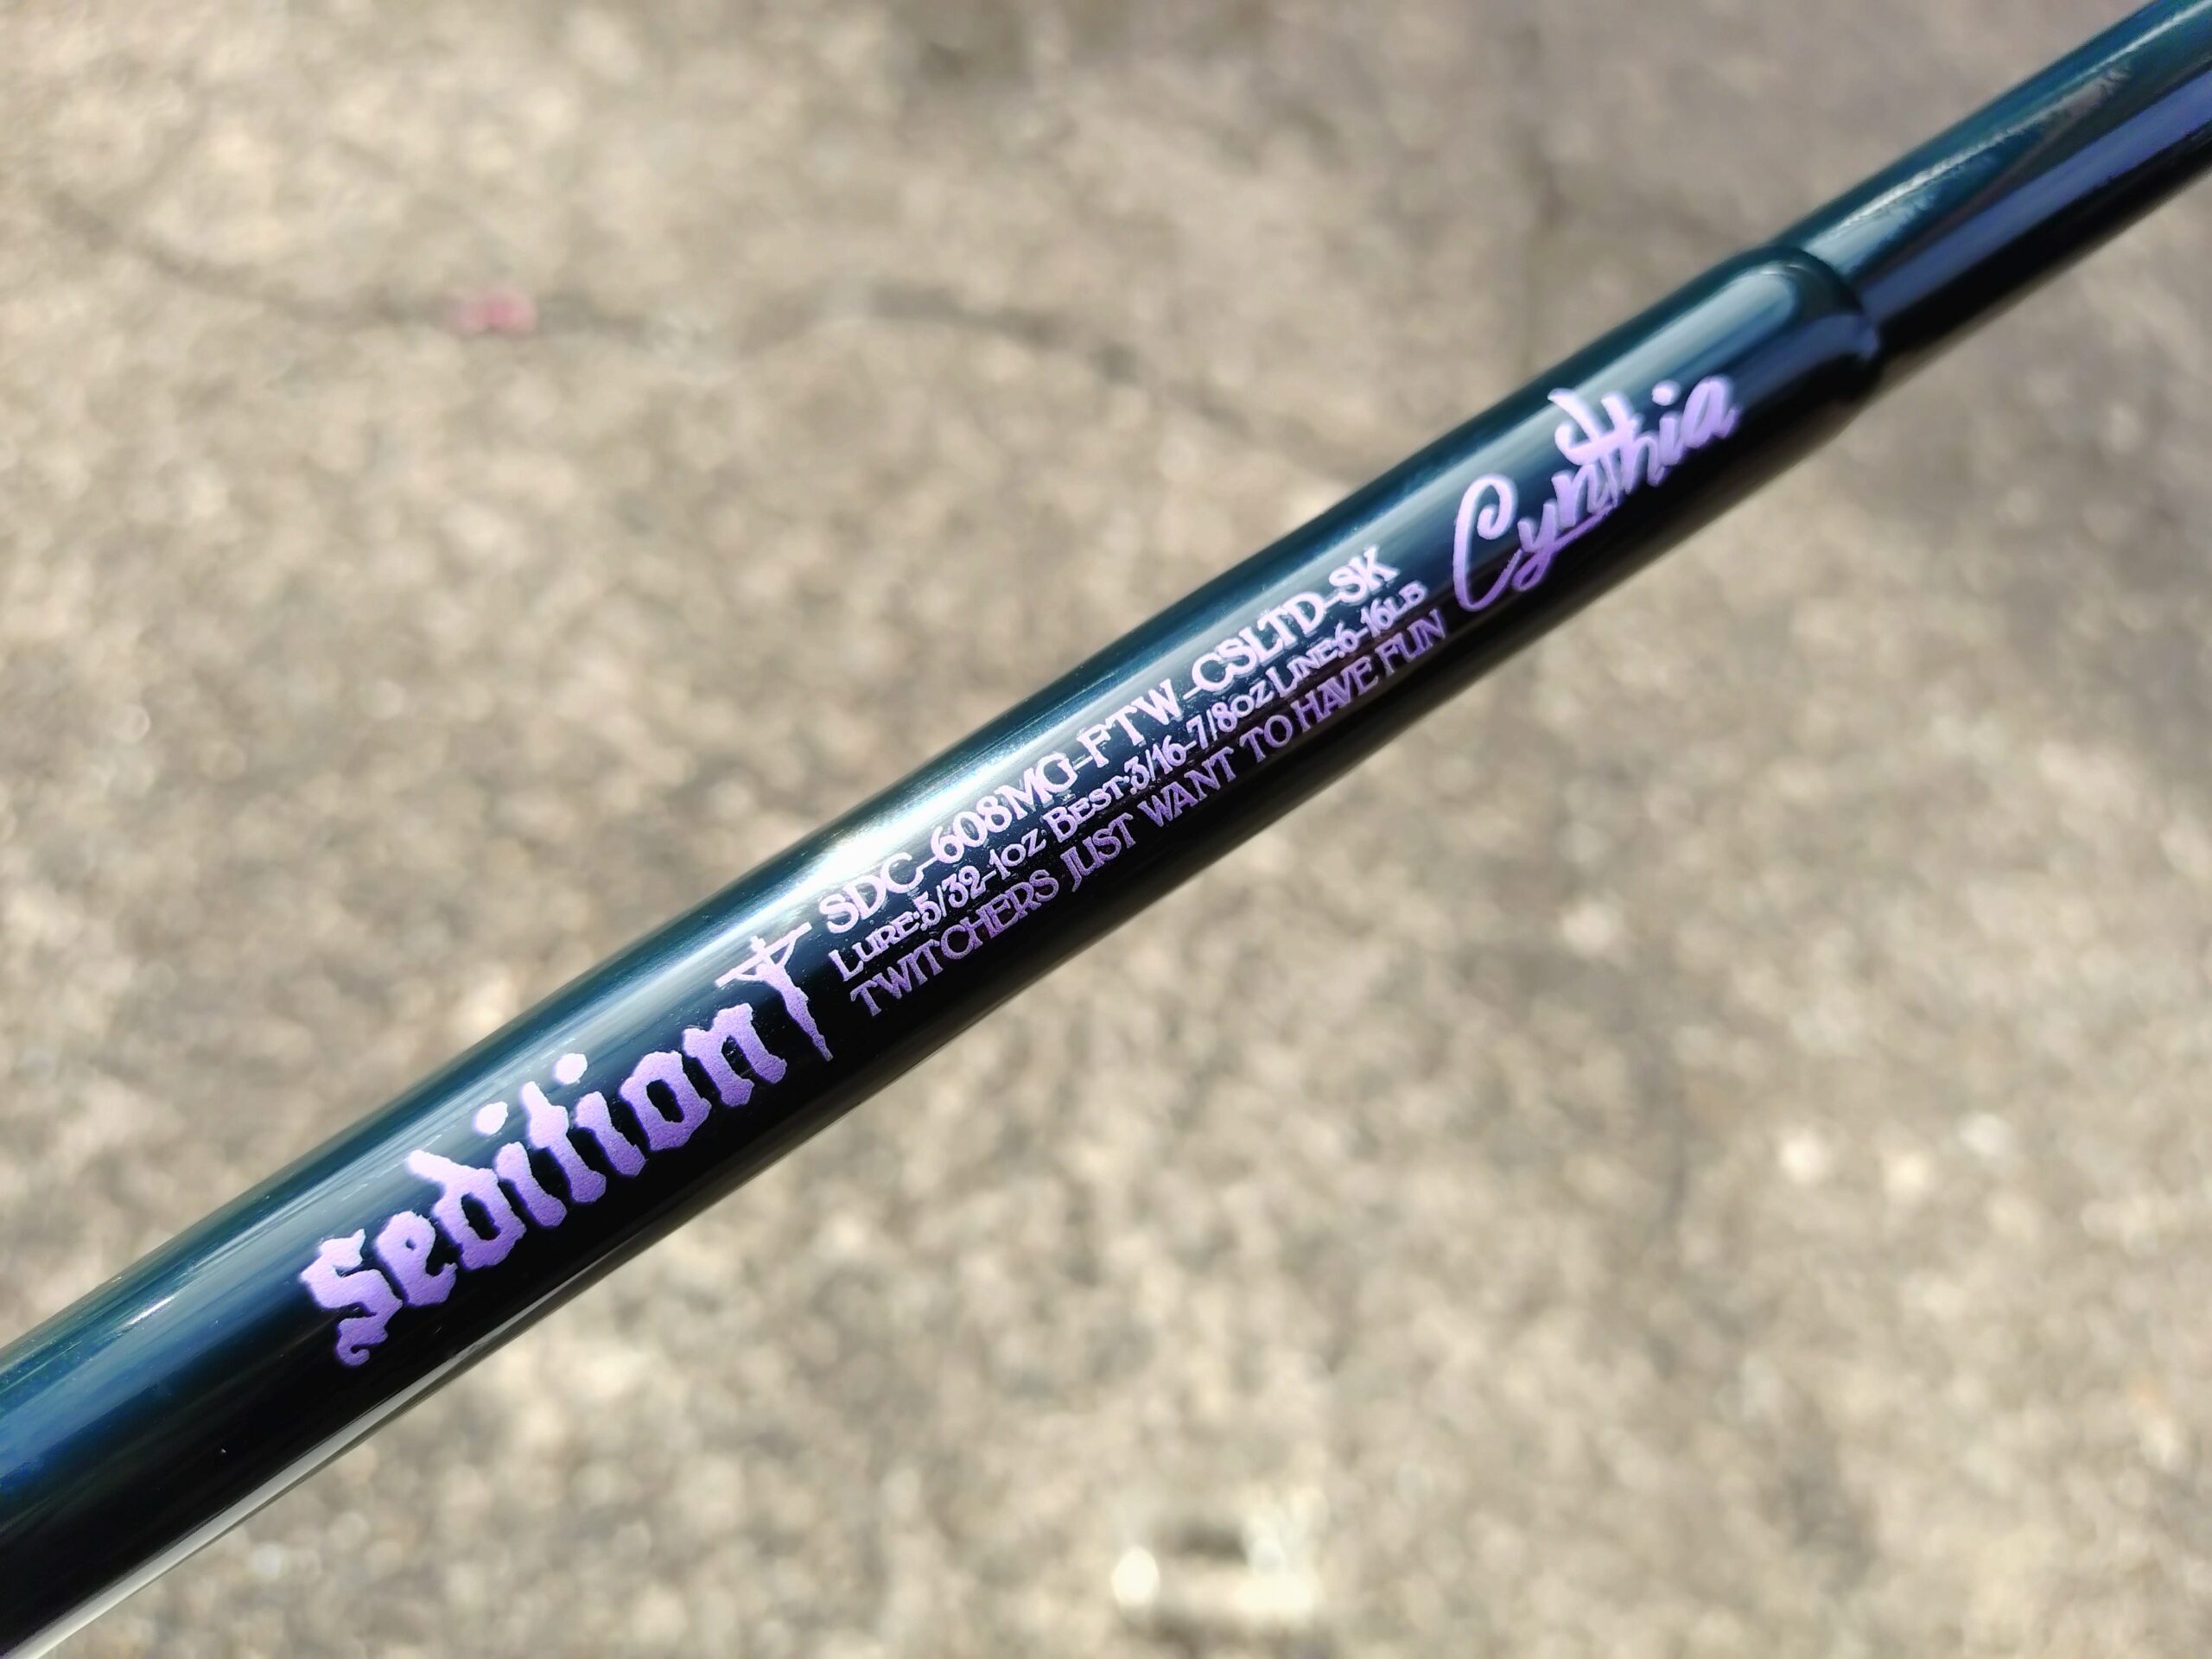 Sedition
SDC-608MG-FTW-CSLTD-SK
LURE:5/32-1OZ BEST:3/16-7/8OZ LINE:6-16LB
TWITCHERS JUST WANT TO HAVE FUN
Cynthia